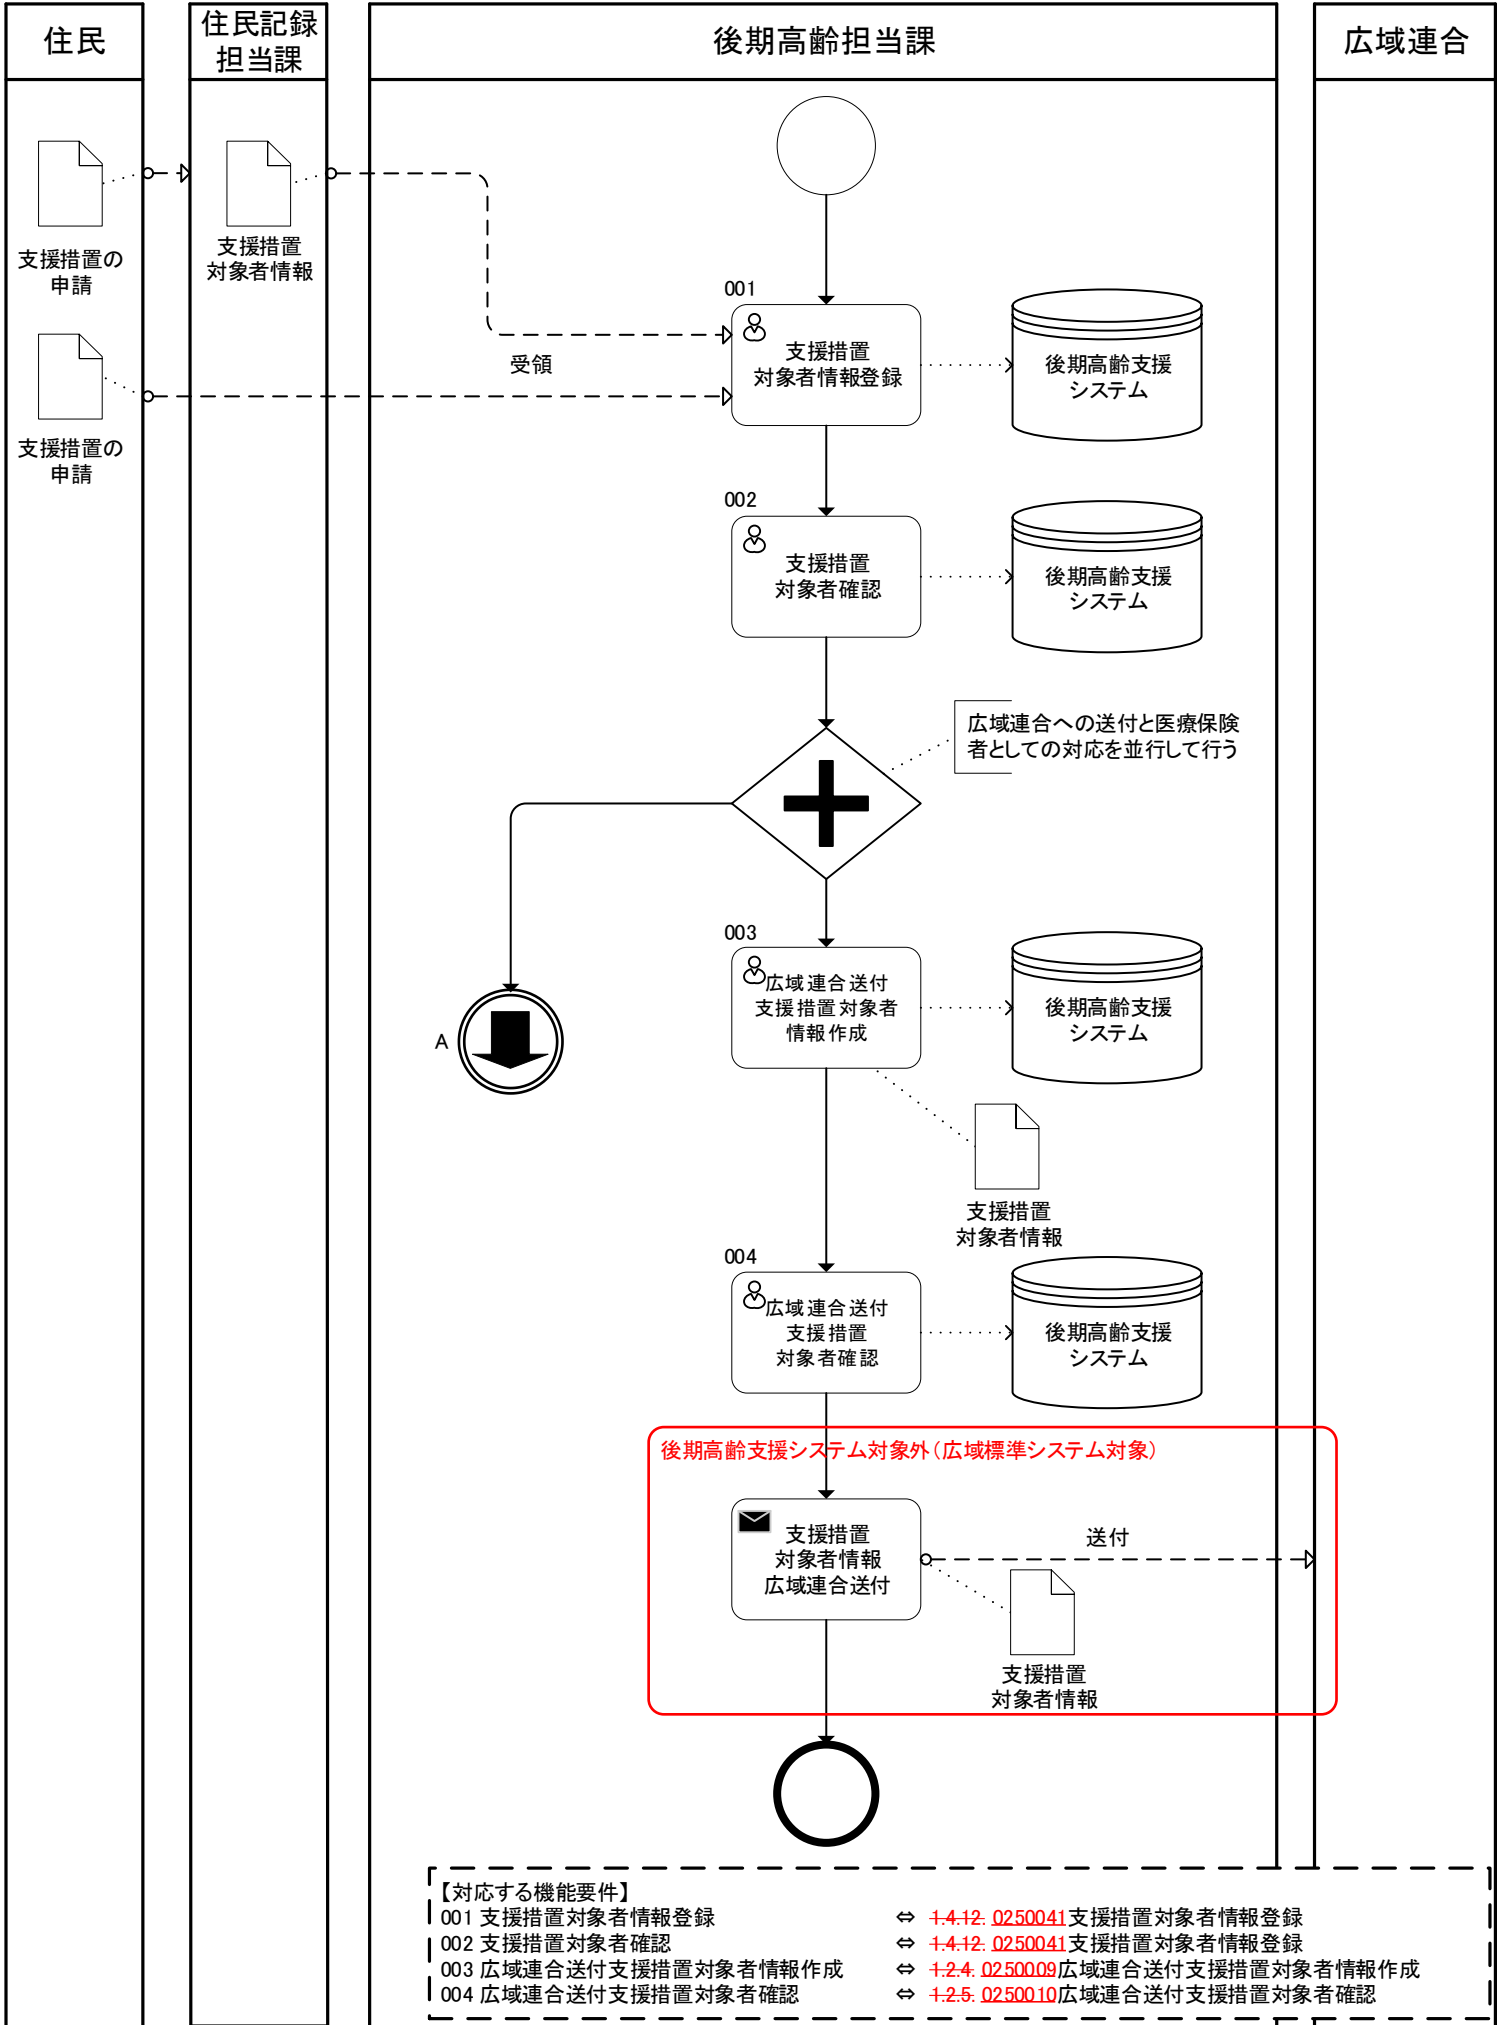 住民
住民記録
担当課
後期高齢担当課
広域連合
支援措置の
申請
支援措置
対象者情報
支援措置の
申請
受領
001
支援措置
対象者情報登録
後期高齢支援
システム
002
支援措置
対象者確認
後期高齢支援
システム
広域連合への送付と医療保険
者としての対応を並行して行う
A
003
広域連合送付
支援措置対象者
情報作成
後期高齢支援
システム
支援措置
対象者情報
004
広域連合送付
支援措置
対象者確認
後期高齢支援
システム
後期高齢支援システム対象外(広域標準システム対象)
支援措置
対象者情報
広域連合送付
送付
支援措置
対象者情報
【対応する機能要件】
001 支援措置対象者情報登録 ⇔ 1.4.12. 0250041支援措置対象者情報登録
002 支援措置対象者確認 ⇔ 1.4.12. 0250041支援措置対象者情報登録
003 広域連合送付支援措置対象者情報作成 ⇔ 1.2.4. 0250009広域連合送付支援措置対象者情報作成
004 広域連合送付支援措置対象者確認 ⇔ 1.2.5. 0250010広域連合送付支援措置対象者確認